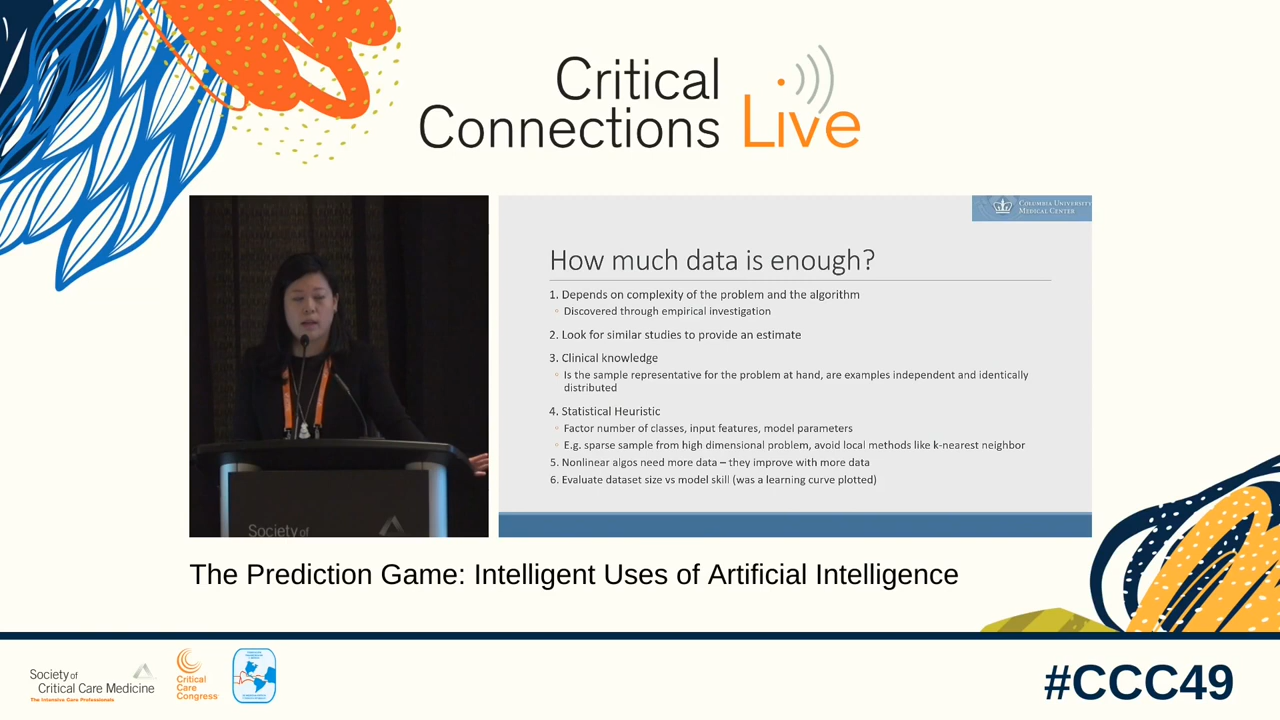 Critical
Connections Live
COLUMBIA UNIVERSITY
MEDICAL CENTER
How much data is enough?
1. Depends on complexity of the problem and the algorithm
Discovered through empirical investigation
2. Look for similar studies to provide an estimate
3. Clinical knowledge
Is the sample representative for the problem at hand, are examples independent and identically
distributed
4. Statistical Heuristic
Factor number of classes, input features, model parameters
E.g. sparse sample from high dimensional problem, avoid local methods like k-nearest neighbor
5. Nonlinear algos need more data – they improve with more data
6. Evaluate dataset size vs model skill (was a learning curve plotted)
Society of
The Prediction Game: Intelligent Uses of Artificial Intelligence
Society of
Critical Care Medicine
The Intensive Care Professionals
Critical
Care
Congress
#CCC49